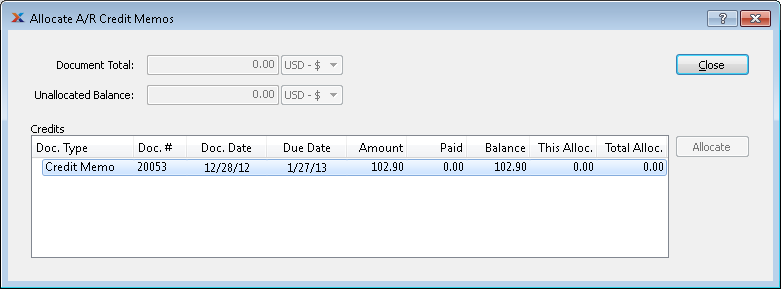 Allocate A/R Credit Memos
Document Total: 0.00 USD - $
Close
Unallocated Balance: 0.00 USD - $
Credits
Doc. Type Doc. # Doc. Date Due Date Amount Paid Balance This Alloc. Total Alloc.
Allocate
Credit Memo 20053 12/28/12 1/27/13 102.90 0.00 102.90 0.00 0.00